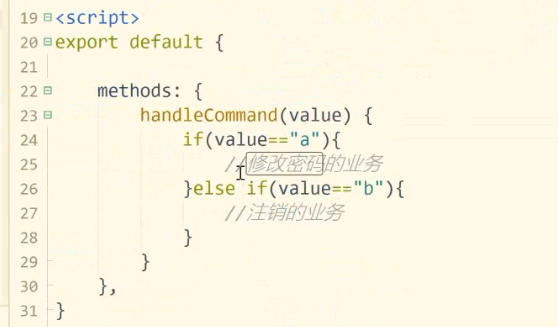 19 <script>
20 export default {
21
22 methods: {
23 handleCommand(value) {
24 if(value=="a"){
25 //修改密码的业务
26 }else if(value=="b"){
27 //注销的业务
28 }
29 }
30 },
31 }